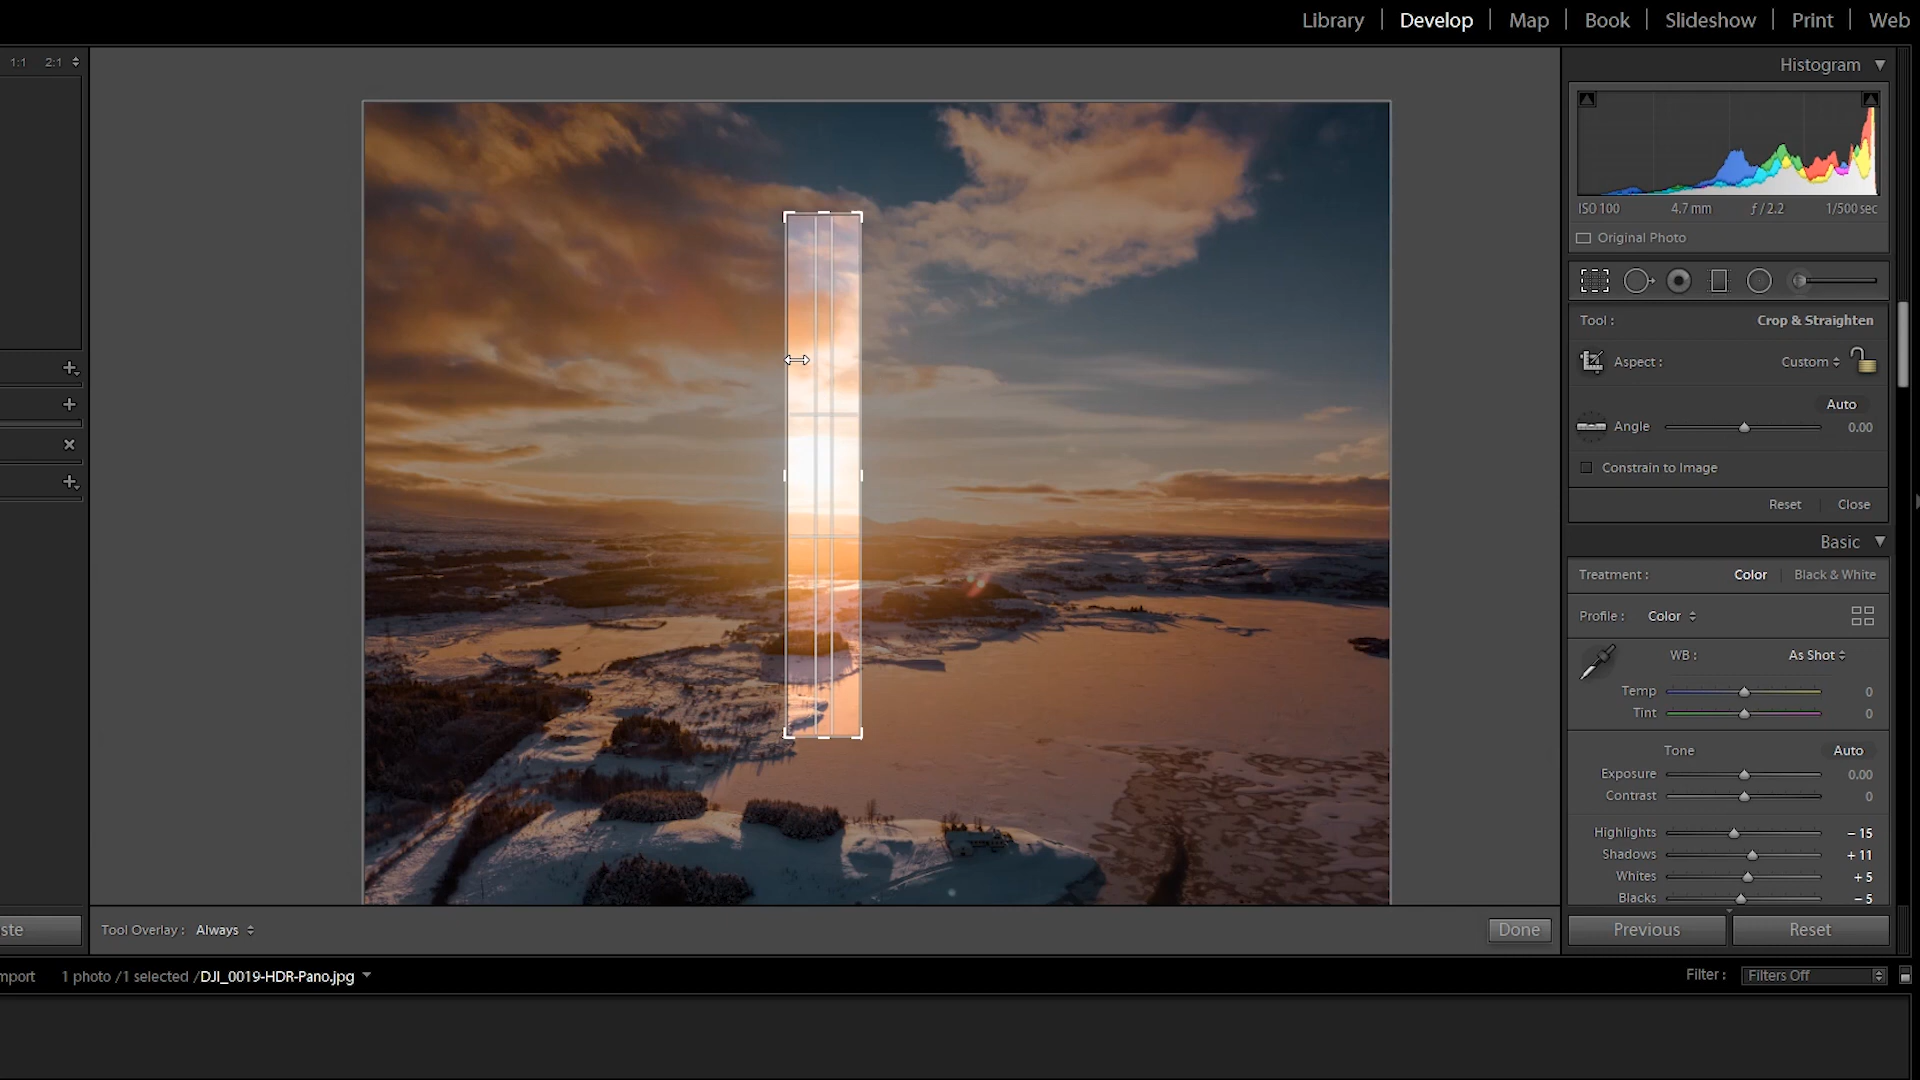 Library | Develop | Map | Book | Slideshow | Print | Web
1:1 2:1
Histogram
ISO 100 4.7 mm ƒ / 2.2 1/500 sec
Original Photo
Tool : Crop & Straighten
Aspect : Custom
Auto
Angle 0.00
Constrain to Image
Reset Close
Basic
Treatment : Color Black & White
Profile : Color
WB : As Shot
Temp 0
Tint 0
Tone Auto
Exposure 0.00
Contrast 0
Highlights – 15
Shadows + 11
Whites + 5
Blacks – 5
ste
Tool Overlay : Always
Done
Previous Reset
mport 1 photo / 1 selected / DJI_0019-HDR-Pano.jpg
Filter : Filters Off